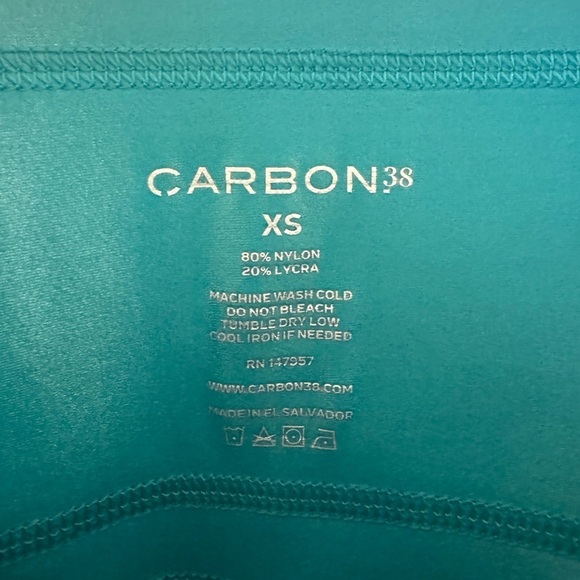 CARBON38
XS
80% NYLON
20% LYCRA
MACHINE WASH COLD
DO NOT BLEACH
TUMBLE DRY LOW
COOL IRON IF NEEDED
RN 147957
WWW.CARBON38.COM
MADE IN EL SALVADOR